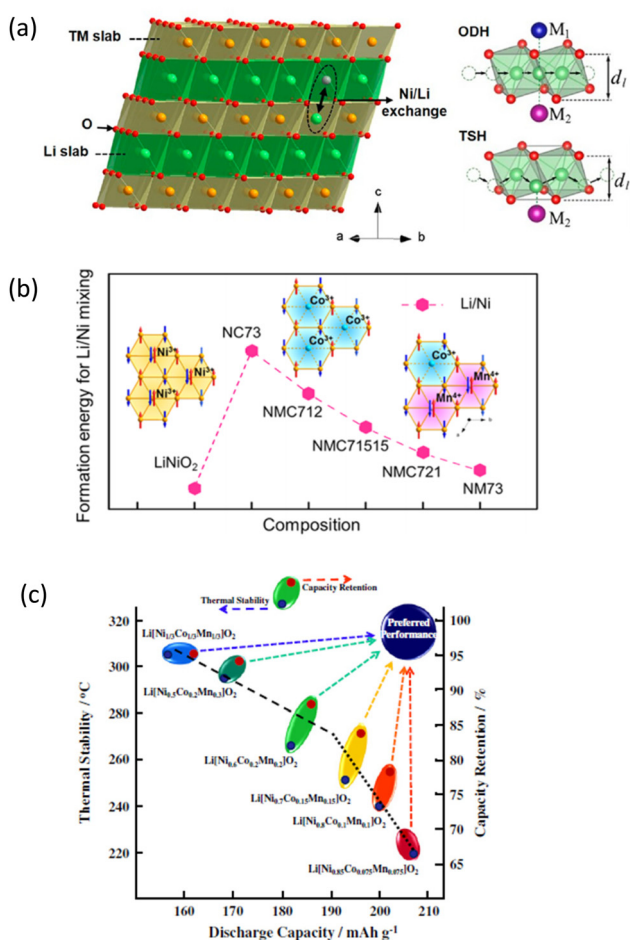 (a)
TM slab
O
Li slab
Ni/Li
exchange
c
a
b
ODH
M₁
dₗ
M₂
TSH
dₗ
M₂
(b)
Formation energy for Li/Ni mixing
Composition
Li/Ni
Ni³⁺
Ni³⁺
Ni³⁺
Co³⁺
Co³⁺
Co³⁺
Co³⁺
Mn⁴⁺
Mn⁴⁺
a
b
LiNiO₂
NC73
NMC712
NMC71515
NMC721
NM73
(c)
Thermal Stability
Capacity Retention
Preferred
Performance
Thermal Stability / °C
320
300
280
260
240
220
Capacity Retention / %
100
95
90
85
80
75
70
65
Li[Ni₁/₃Co₁/₃Mn₁/₃]O₂
Li[Ni₀.₅Co₀.₂Mn₀.₃]O₂
Li[Ni₀.₆Co₀.₂Mn₀.₂]O₂
Li[Ni₀.₇Co₀.₁₅Mn₀.₁₅]O₂
Li[Ni₀.₈Co₀.₁Mn₀.₁]O₂
Li[Ni₀.₈₅Co₀.₀₇₅Mn₀.₀₇₅]O₂
160
170
180
190
200
210
Discharge Capacity / mAh g⁻¹